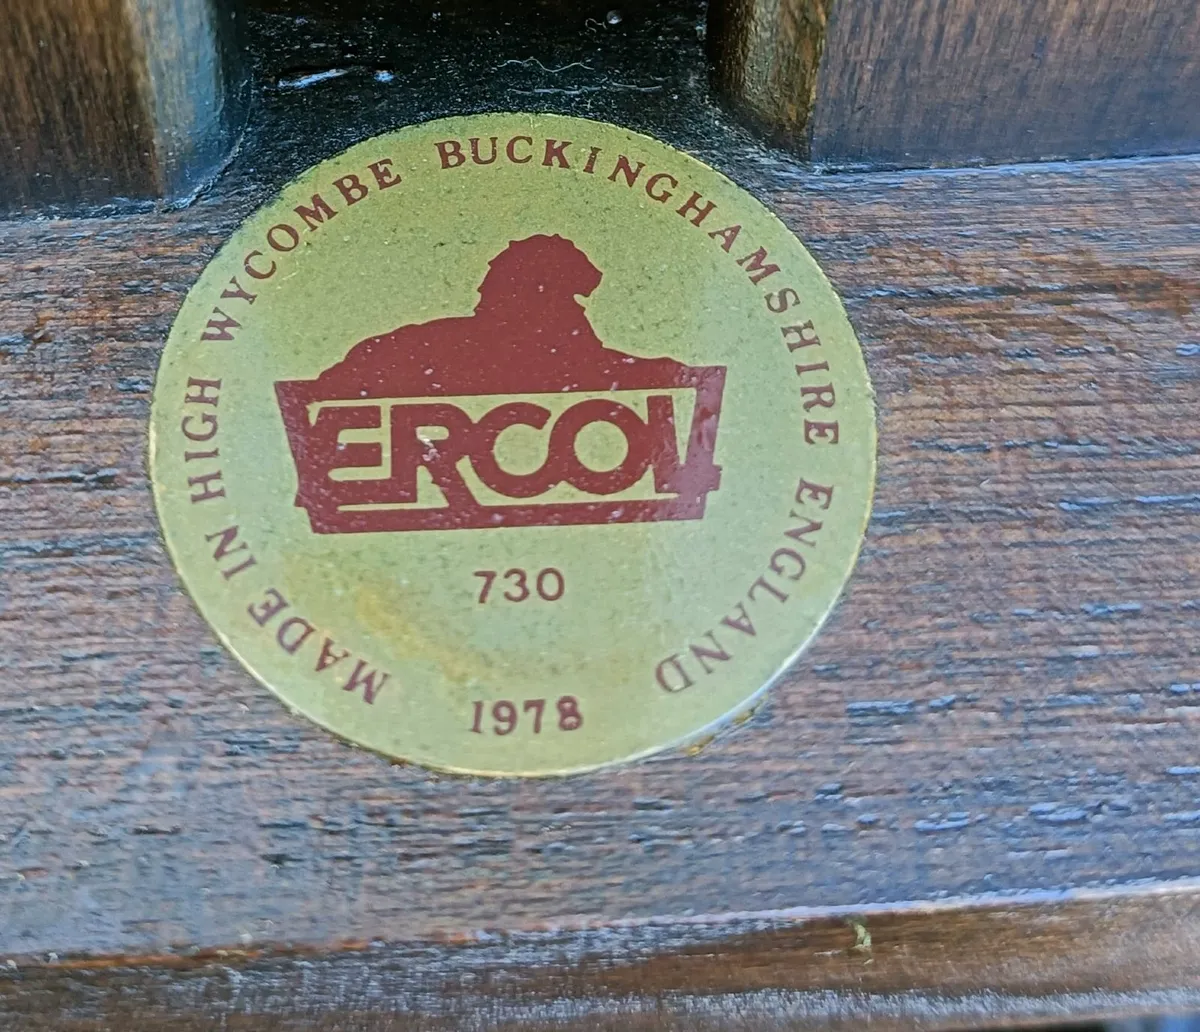 MADE IN HIGH WYCOMBE BUCKINGHAMSHIRE ENGLAND
ERCOL
730
1978